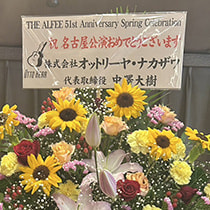 THE ALFEE 51st Anniversary Spring Celebration
祝 名古屋公演おめでとうございます
株式会社オットリーヤ・ナカザワ
代表取締役 中澤大樹